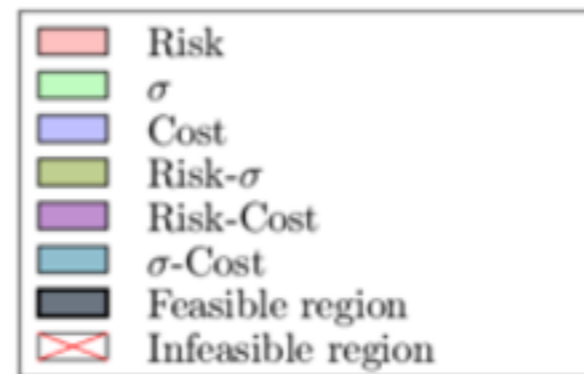 Risk
σ
Cost
Risk-σ
Risk-Cost
σ-Cost
Feasible region
Infeasible region